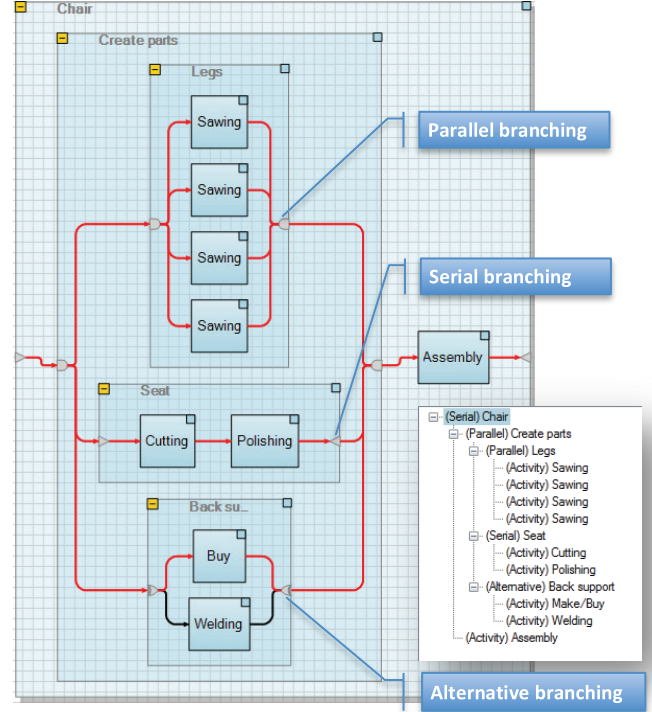 Chair
Create parts
Legs
Sawing
Parallel branching
Sawing
Sawing
Serial branching
Sawing
Assembly
Seat
Cutting
Polishing
(Serial) Chair
(Parallel) Create parts
(Parallel) Legs
(Activity) Sawing
(Activity) Sawing
(Activity) Sawing
(Activity) Sawing
(Serial) Seat
(Activity) Cutting
(Activity) Polishing
(Alternative) Back support
(Activity) Make/Buy
(Activity) Welding
(Activity) Assembly
Back su...
Buy
Welding
Alternative branching